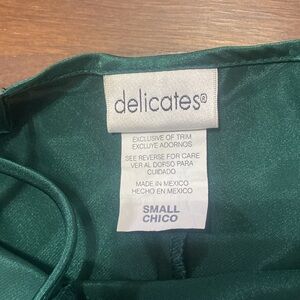 delicates®
EXCLUSIVE OF TRIM
EXCLUYE ADORNOS
SEE REVERSE FOR CARE
VER AL DORSO PARA
CUIDADO
MADE IN MEXICO
HECHO EN MEXICO
SMALL
CHICO